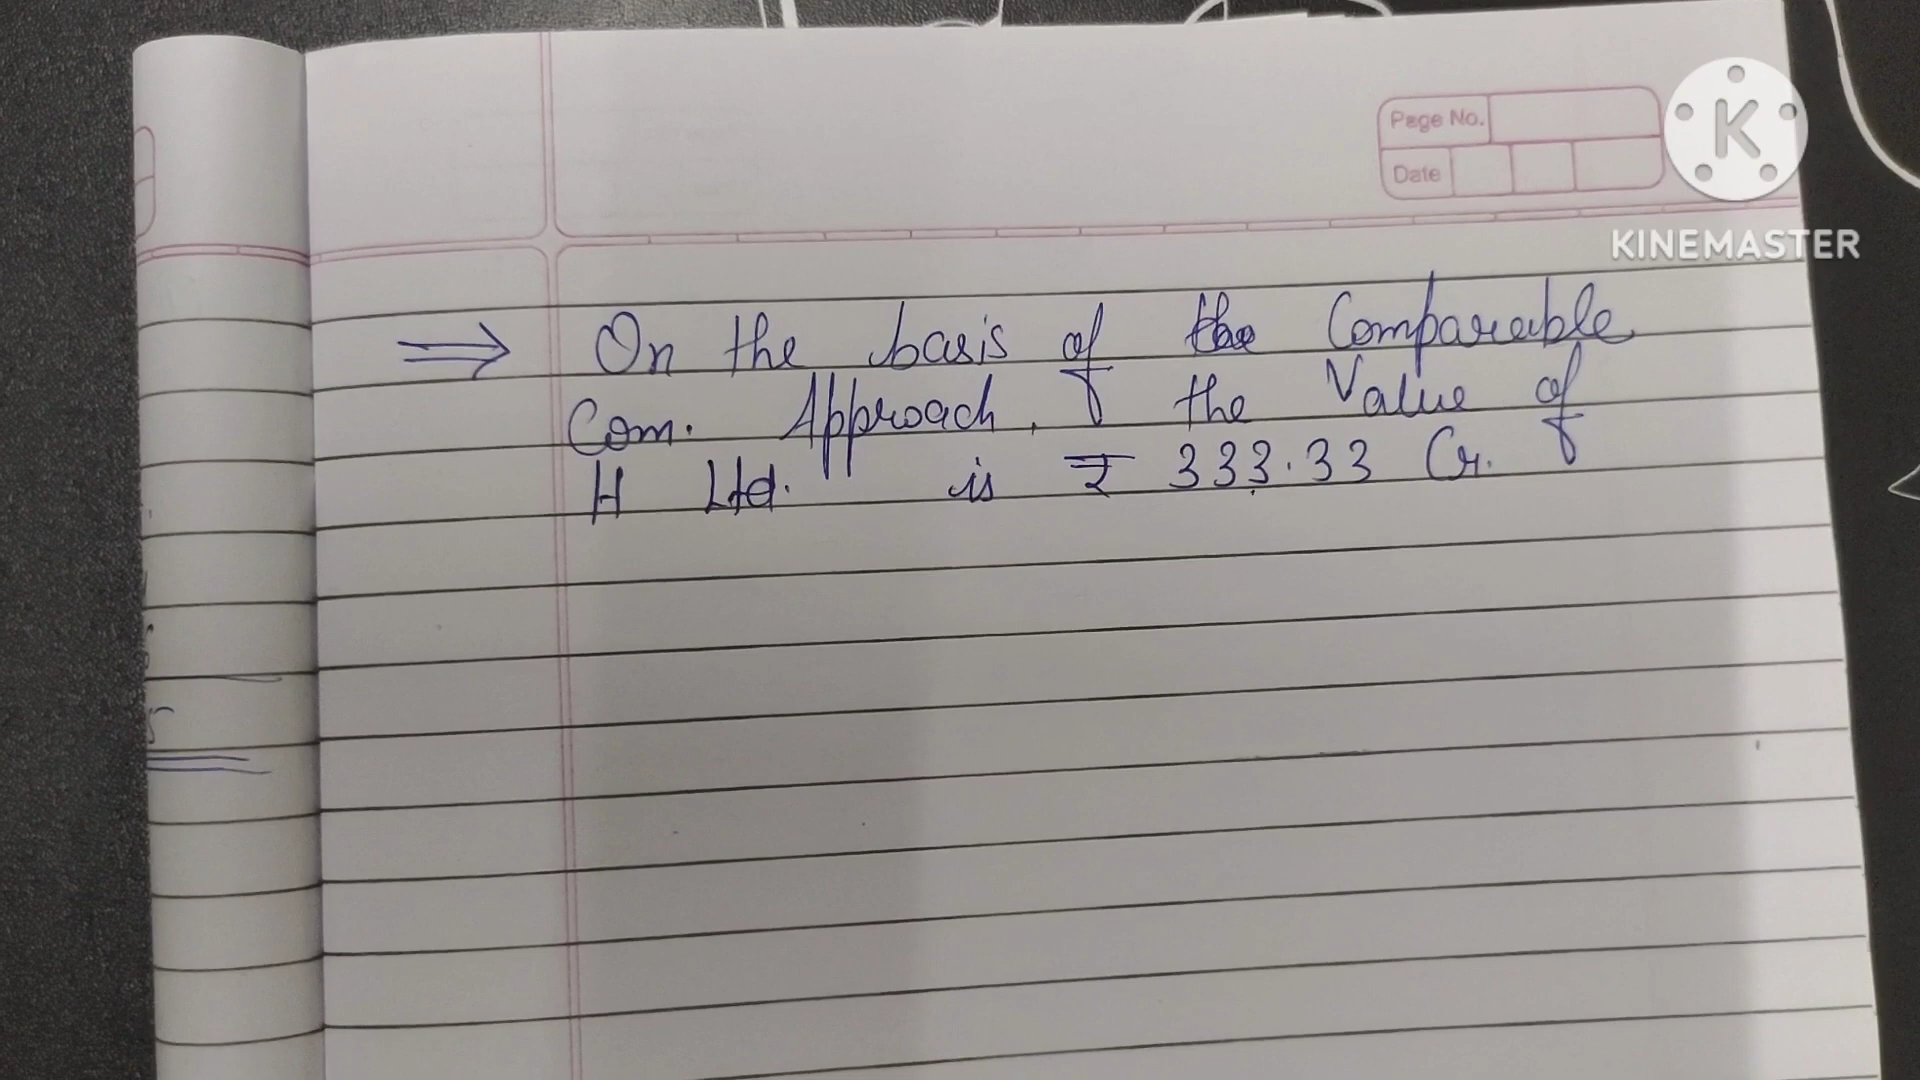 Page No.
Date
K
KINEMASTER
⇒ On the basis of the Comparable
Com. Approach, the Value of
H Ltd. is ₹ 333.33 Cr.